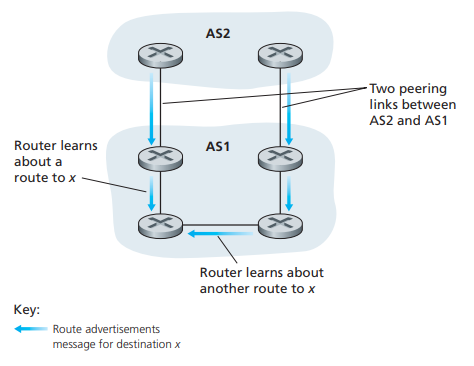 AS2
Two peering
links between
AS2 and AS1
Router learns
about a
route to x
AS1
Router learns about
another route to x
Key:
Route advertisements
message for destination x